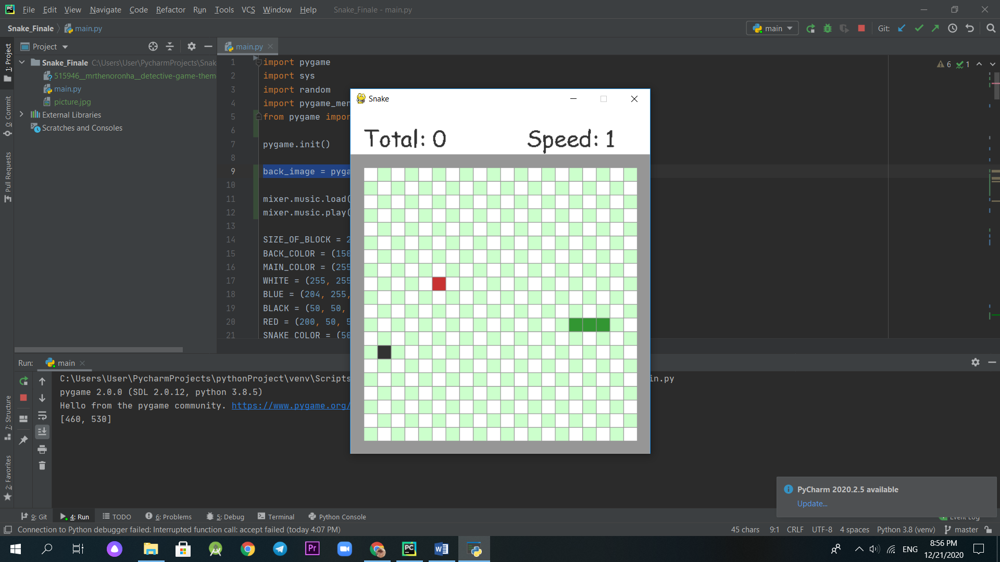 File Edit View Navigate Code Refactor Run Tools VCS Window Help Snake_Finale - main.py
Snake_Finale main.py
main
Git:
Project
main.py
1: Project
0: Commit
Pull Requests
7: Structure
2: Favorites
Snake_Finale C:\Users\User\PycharmProjects\Snak
515946__mrthenoronha__detective-game-them
main.py
picture.jpg
External Libraries
Scratches and Consoles
6 1
1 import pygame
2 import sys
3 import random
4 import pygame_mer
5 from pygame impor
6
7 pygame.init()
8
9 back_image = pyga
10
11 mixer.music.load(
12 mixer.music.play(
13
14 SIZE_OF_BLOCK = 2
15 BACK_COLOR = (150
16 MAIN_COLOR = (255
17 WHITE = (255, 255
18 BLUE = (204, 255,
19 BLACK = (50, 50,
20 RED = (200, 50, 5
21 SNAKE_COLOR = (50
Snake
Total: 0 Speed: 1
Run: main
C:\Users\User\PycharmProjects\pythonProject\venv\Scripts in.py
pygame 2.0.0 (SDL 2.0.12, python 3.8.5)
Hello from the pygame community. https://www.pygame.org/
[460, 530]
PyCharm 2020.2.5 available
Update...
9: Git 4: Run TODO 6: Problems 5: Debug Terminal Python Console Event Log
Connection to Python debugger failed: Interrupted function call: accept failed (today 4:07 PM) 45 chars 9:1 CRLF UTF-8 4 spaces Python 3.8 (venv) master
PC
Pr
PC
W
ENG
8:56 PM
12/21/2020